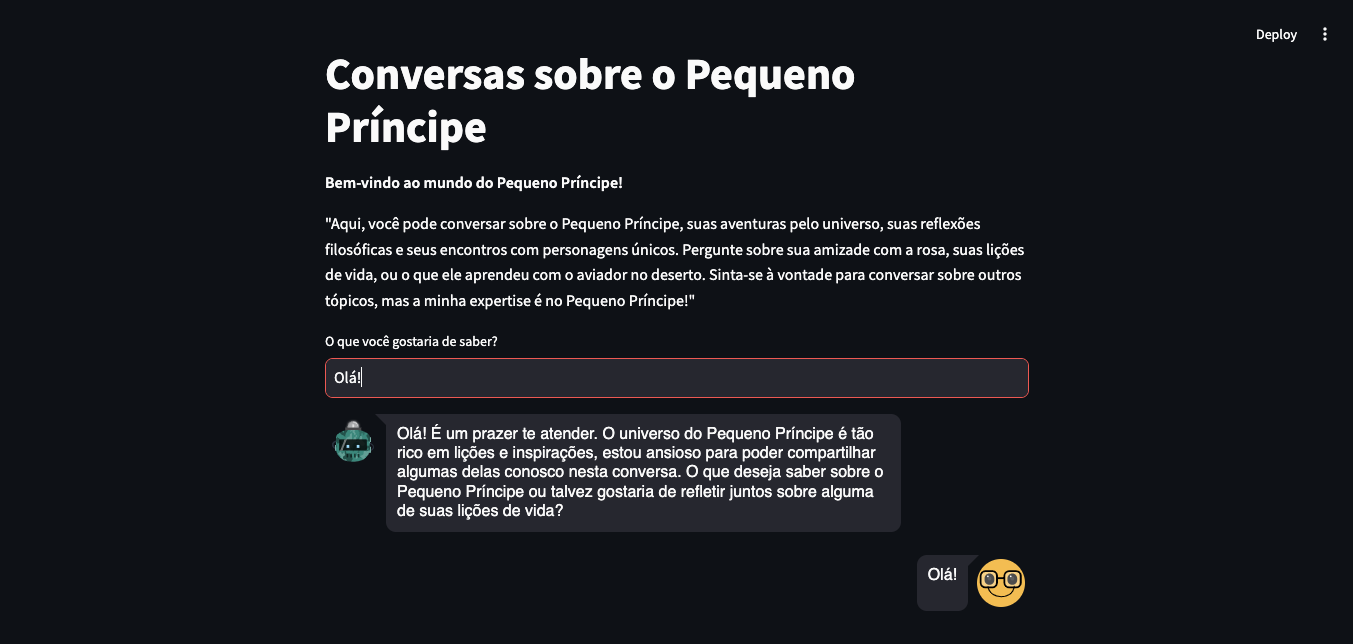 Deploy
Conversas sobre o Pequeno
Príncipe
Bem-vindo ao mundo do Pequeno Príncipe!
"Aqui, você pode conversar sobre o Pequeno Príncipe, suas aventuras pelo universo, suas reflexões
filosóficas e seus encontros com personagens únicos. Pergunte sobre sua amizade com a rosa, suas lições
de vida, ou o que ele aprendeu com o aviador no deserto. Sinta-se à vontade para conversar sobre outros
tópicos, mas a minha expertise é no Pequeno Príncipe!"
O que você gostaria de saber?
Olá!
Olá! É um prazer te atender. O universo do Pequeno Príncipe é tão
rico em lições e inspirações, estou ansioso para poder compartilhar
algumas delas conosco nesta conversa. O que deseja saber sobre o
Pequeno Príncipe ou talvez gostaria de refletir juntos sobre alguma
de suas lições de vida?
Olá!